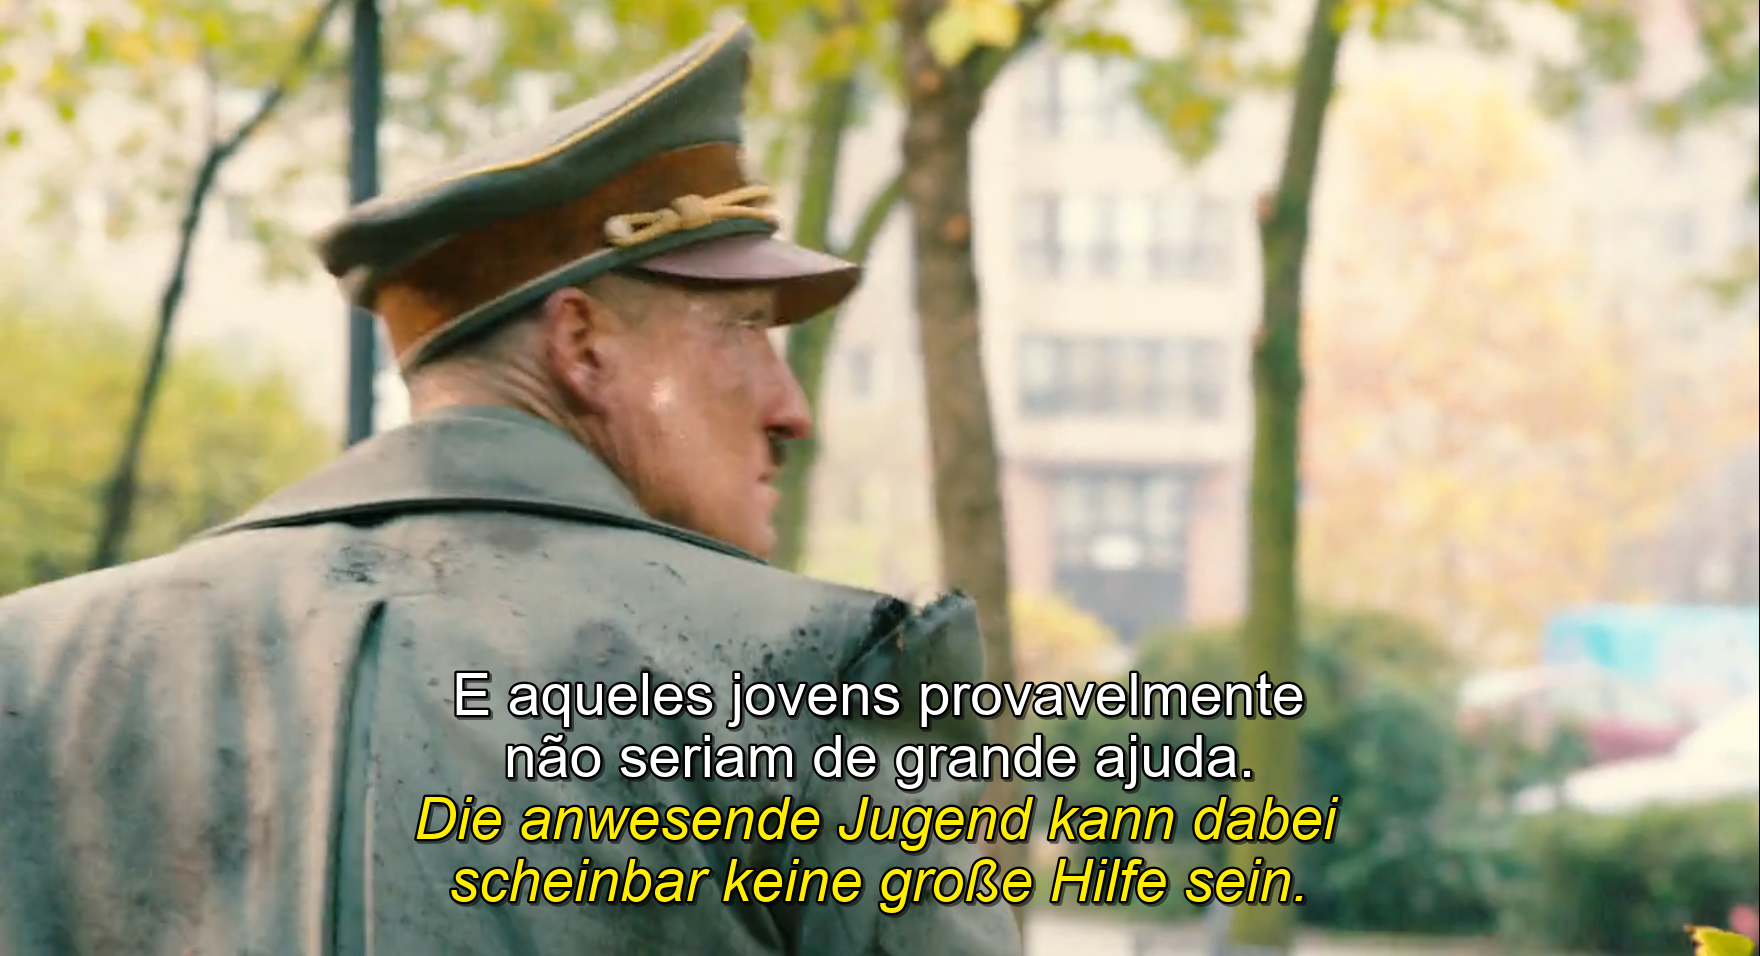 E aqueles jovens provavelmente
não seriam de grande ajuda.
Die anwesende Jugend kann dabei
scheinbar keine große Hilfe sein.